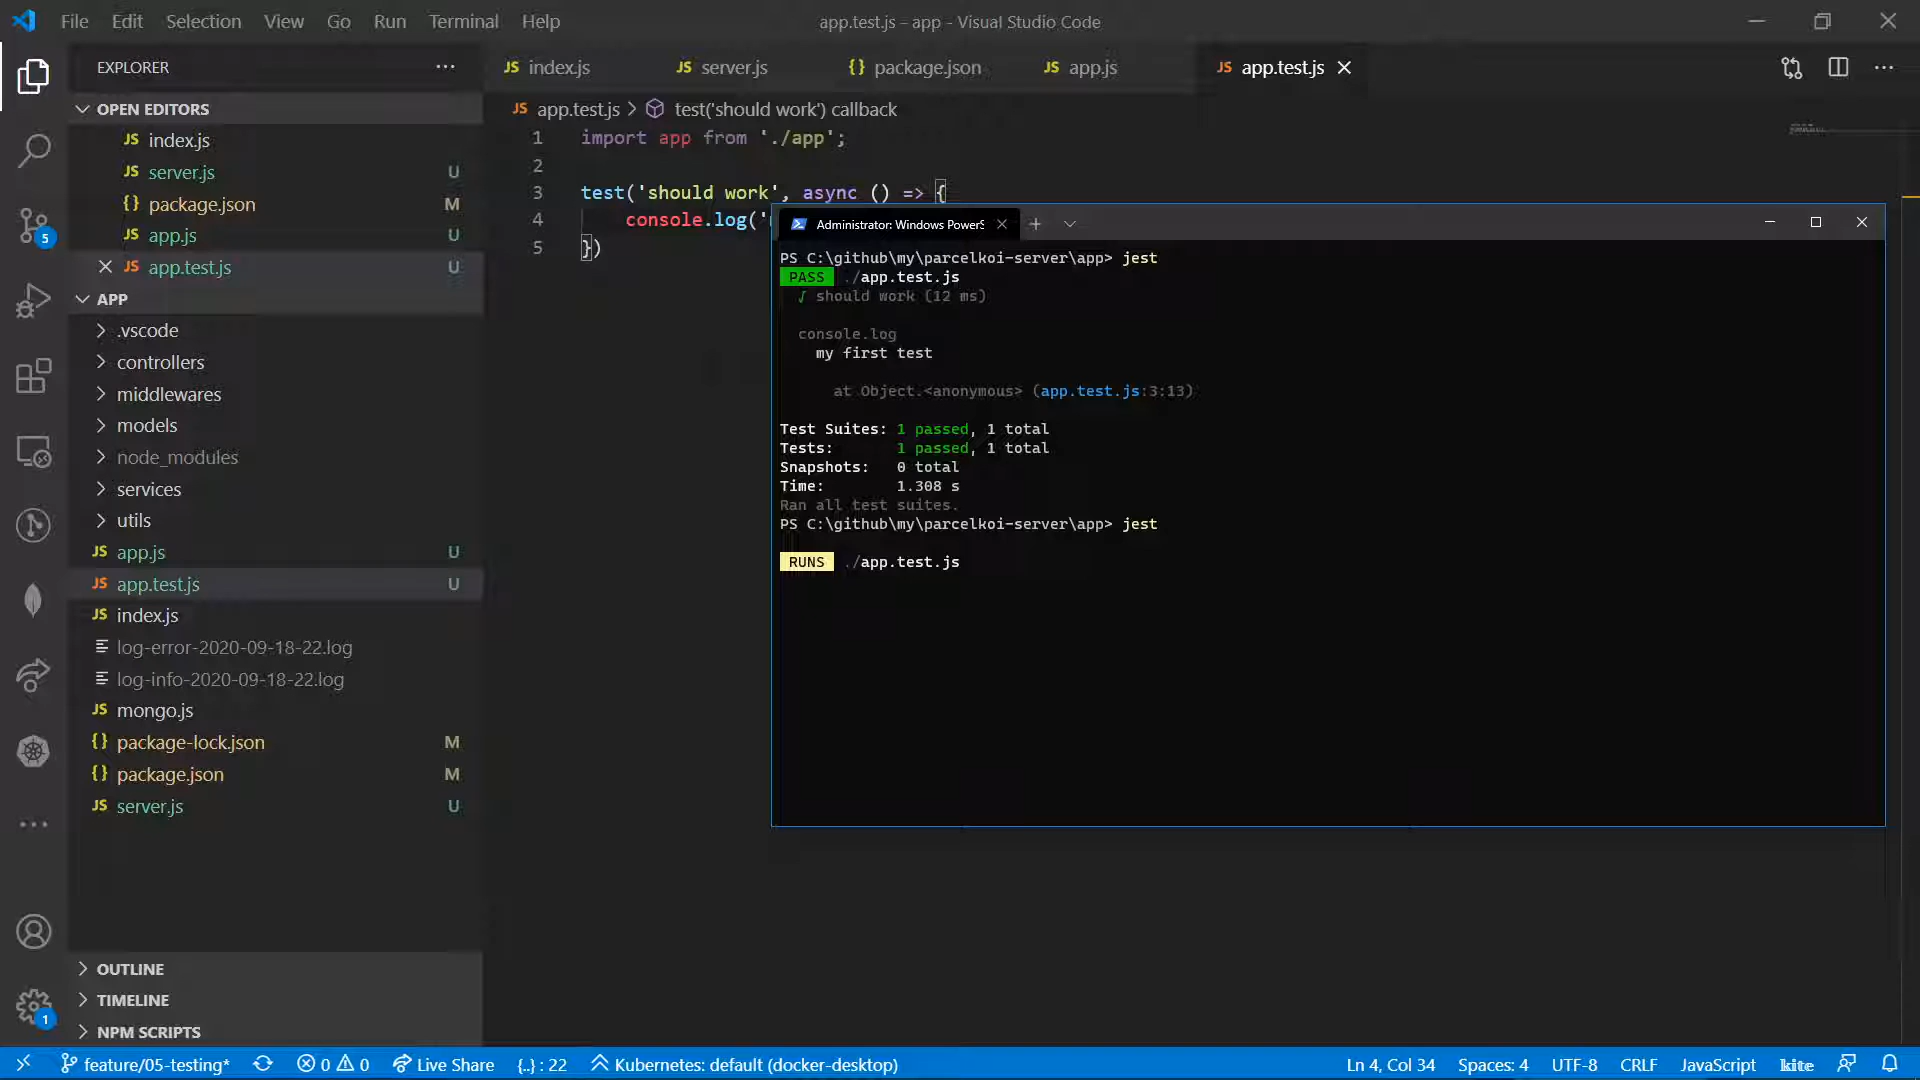 File Edit Selection View Go Run Terminal Help
app.test.js - app - Visual Studio Code
EXPLORER
JS index.js
JS server.js
{} package.json
JS app.js
JS app.test.js
OPEN EDITORS
JS index.js
JS server.js U
{} package.json M
JS app.js U
JS app.test.js U
APP
.vscode
controllers
middlewares
models
node_modules
services
utils
JS app.js U
JS app.test.js U
JS index.js
log-error-2020-09-18-22.log
log-info-2020-09-18-22.log
JS mongo.js
{} package-lock.json M
{} package.json M
JS server.js U
OUTLINE
TIMELINE
NPM SCRIPTS
5
1
JS app.test.js > test('should work') callback
1 import app from './app';
2
3 test('should work', async () => {
4 console.log('
5 })
Administrator: Windows PowerS
PS C:\github\my\parcelkoi-server\app> jest
PASS ./app.test.js
√ should work (12 ms)
console.log
my first test
at Object.<anonymous> (app.test.js:3:13)
Test Suites: 1 passed, 1 total
Tests: 1 passed, 1 total
Snapshots: 0 total
Time: 1.308 s
Ran all test suites.
PS C:\github\my\parcelkoi-server\app> jest
RUNS ./app.test.js
feature/05-testing* 0 0 Live Share {..} : 22 Kubernetes: default (docker-desktop)
Ln 4, Col 34 Spaces: 4 UTF-8 CRLF JavaScript kite